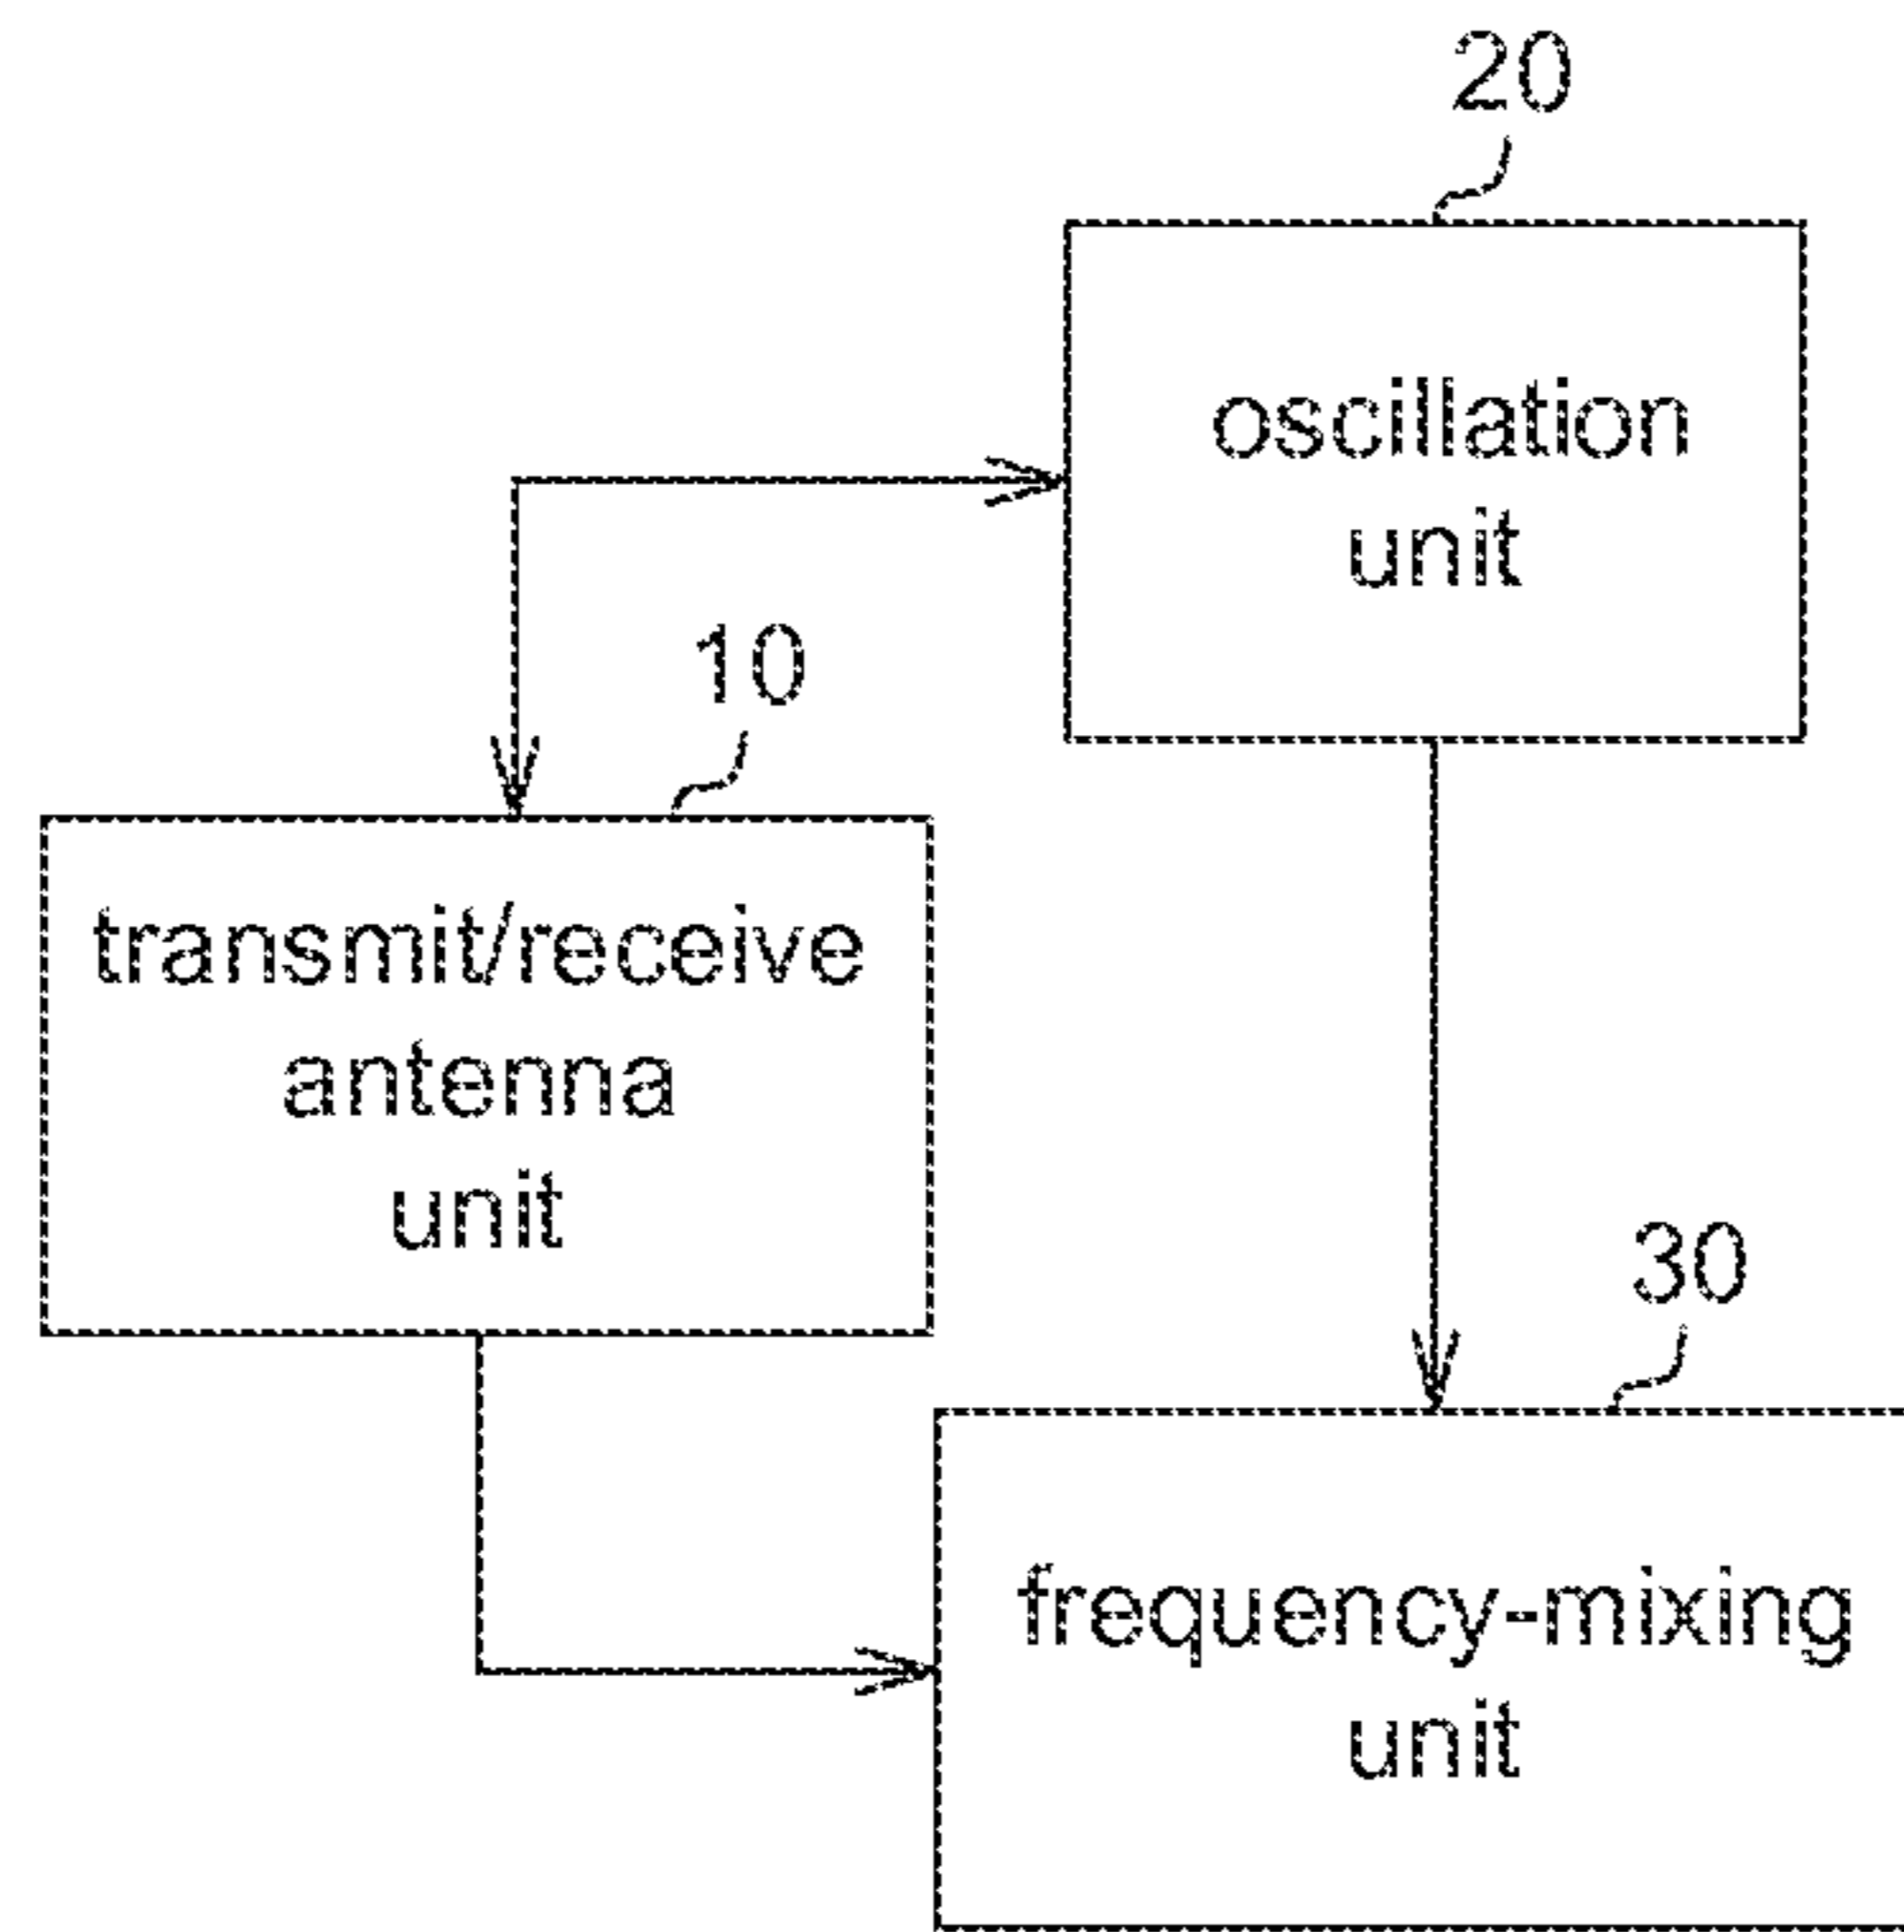 20
oscillation
unit
10
transmit/receive
antenna
unit
30
frequency-mixing
unit